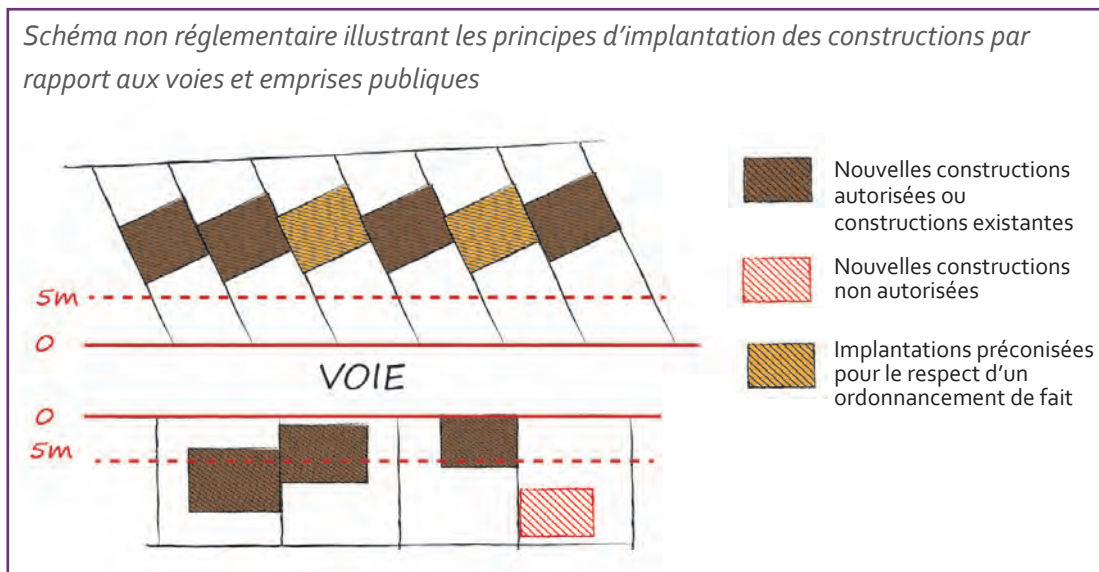 Schéma non réglementaire illustrant les principes d'implantation des constructions par
rapport aux voies et emprises publiques
Nouvelles constructions
autorisées ou
constructions existantes
Nouvelles constructions
non autorisées
Implantations préconisées
pour le respect d'un
ordonnancement de fait
5m
0
VOIE
0
5m